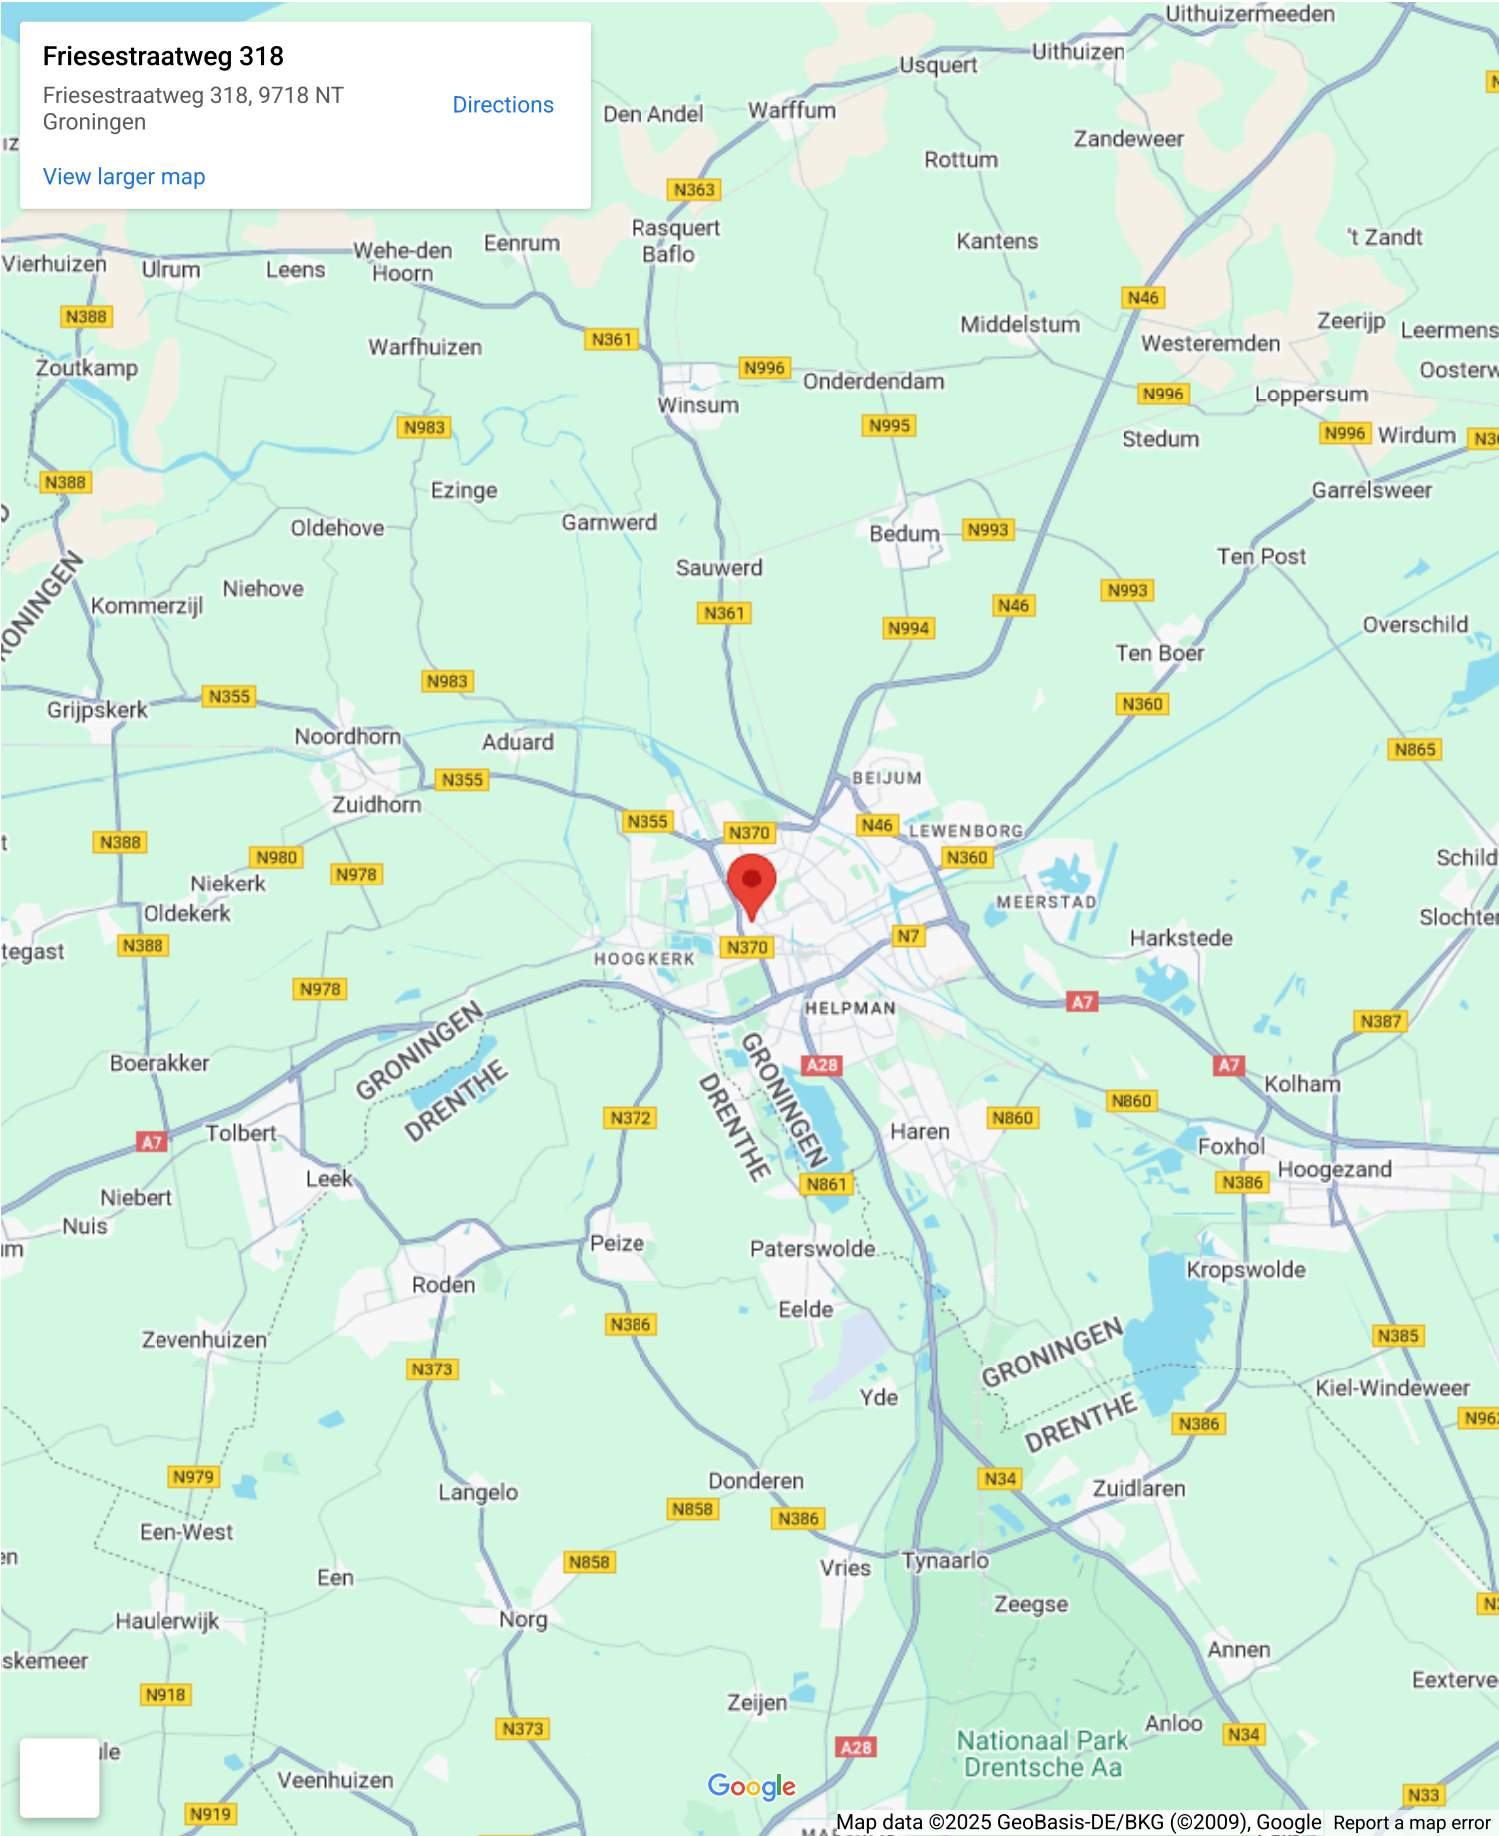 Friesestraatweg 318
Friesestraatweg 318, 9718 NT
Groningen
Directions
View larger map
Uithuizermeeden
Uithuizen
Usquert
Den Andel
Warffum
Zandeweer
Rottum
N363
Rasquert
Baflo
Kantens
't Zandt
Vierhuizen
Ulrum
Leens
Wehe-den
Hoorn
Eenrum
N46
N388
Zeerijp
Leermens
Middelstum
Westeremden
Warfhuizen
N361
Zoutkamp
N996
Onderdendam
N996
Loppersum
Winsum
N983
N995
Stedum
N996
Wirdum
N388
Ezinge
Garrelsweer
Oldehove
Garnwerd
Bedum
N993
Ten Post
Sauwerd
Niehove
N993
Kommerzijl
N361
N46
N994
Overschild
Ten Boer
N983
N355
N360
Grijpskerk
Noordhorn
Aduard
N865
N355
BEIJUM
Zuidhorn
N355
N370
N46
LEWENBORG
N388
N980
N360
Schild
N978
Niekerk
Oldekerk
MEERSTAD
Slochter
N388
tegast
N370
N7
Harkstede
HOOGKERK
N978
A7
HELPMAN
N387
GRONINGEN
DRENTHE
Boerakker
GRONINGEN
DRENTHE
A28
A7
Kolham
N860
N372
N860
A7
Tolbert
Haren
Foxhol
Leek
Hoogezand
N861
N386
Niebert
Nuis
Peize
Paterswolde
Roden
Kropswolde
Eelde
N386
Zevenhuizen
GRONINGEN
DRENTHE
N385
N373
Kiel-Windeweer
Yde
N386
N979
Donderen
N34
Zuidlaren
Langelo
N858
N386
Een-West
N858
Vries
Tynaarlo
Een
Zeegse
Haulerwijk
Norg
Annen
skemeer
N918
Zeijen
N373
Anloo
N34
A28
Nationaal Park
Drentsche Aa
Veenhuizen
Google
N919
N33
Map data ©2025 GeoBasis-DE/BKG (©2009), Google
Report a map error